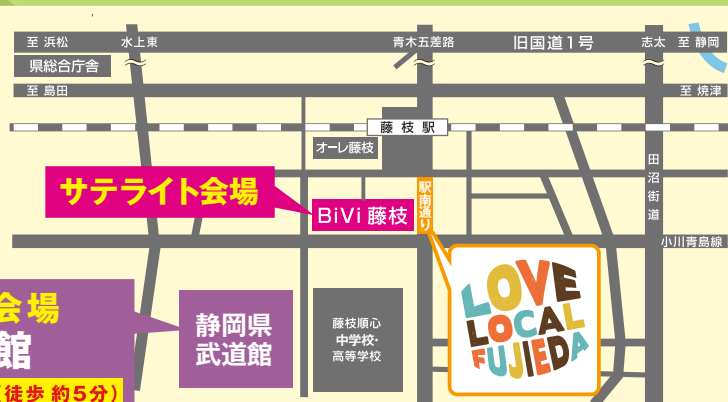 至 浜松
水上東
青木五差路
旧国道1号
志太
至 静岡
県総合庁舎
至 島田
至 焼津
藤枝駅
オーレ藤枝
田沼街道
サテライト会場
BiVi 藤枝
駅南通り
小川青島線
会場
館
(徒歩 約5分)
静岡県
武道館
藤枝順心
中学校・
高等学校
LOVE
LOCAL
FUJIEDA